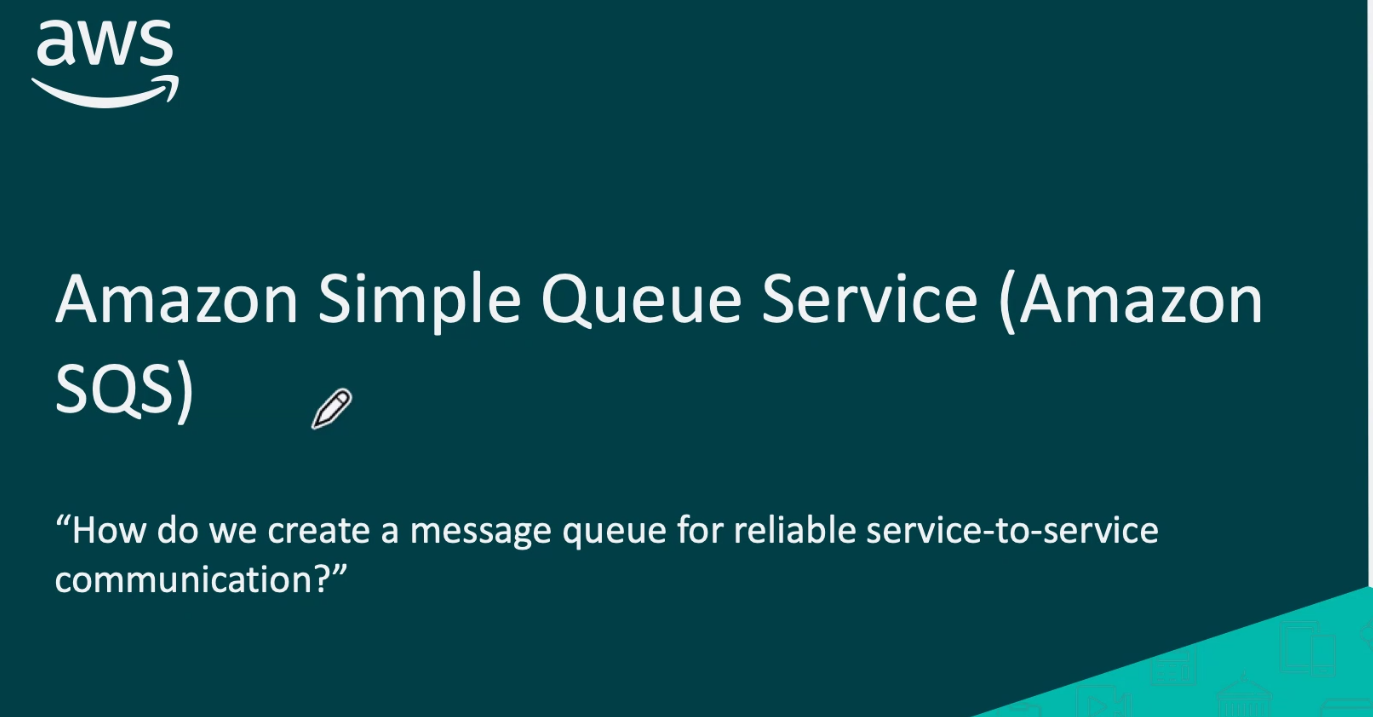 aws
Amazon Simple Queue Service (Amazon
SQS)
“How do we create a message queue for reliable service-to-service
communication?”